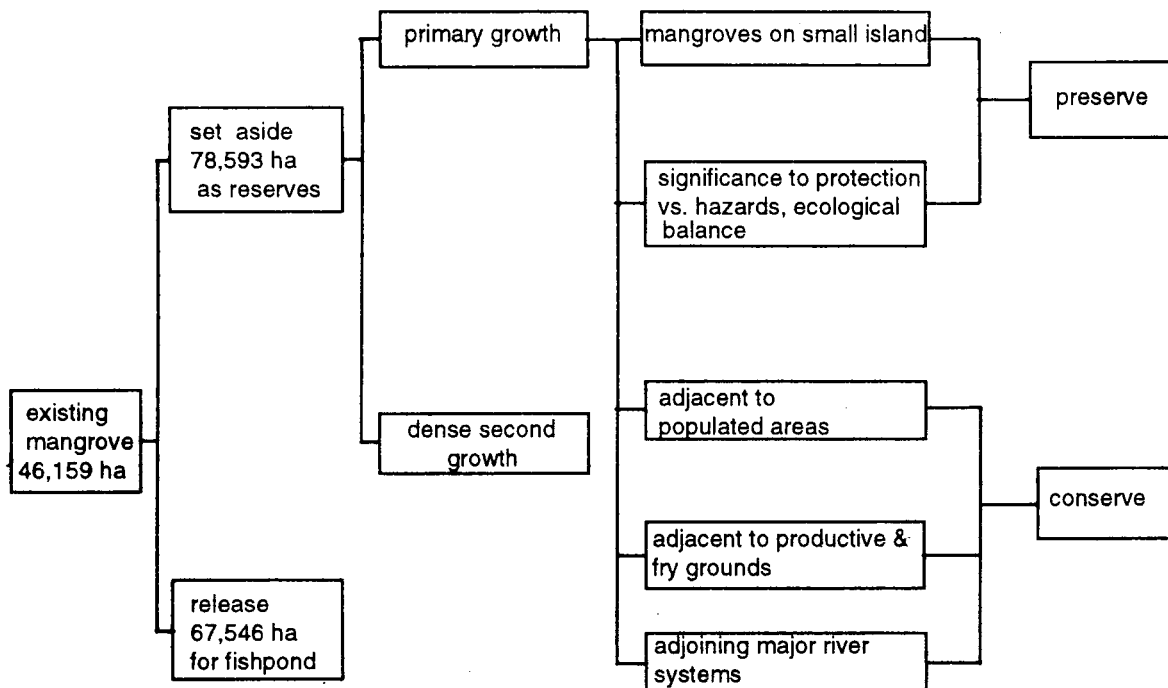 existing
mangrove
46,159 ha
set aside
78,593 ha
as reserves
release
67,546 ha
for fishpond
primary growth
dense second
growth
mangroves on small island
significance to protection
vs. hazards, ecological
balance
adjacent to
populated areas
adjacent to productive &
fry grounds
adjoining major river
systems
preserve
conserve